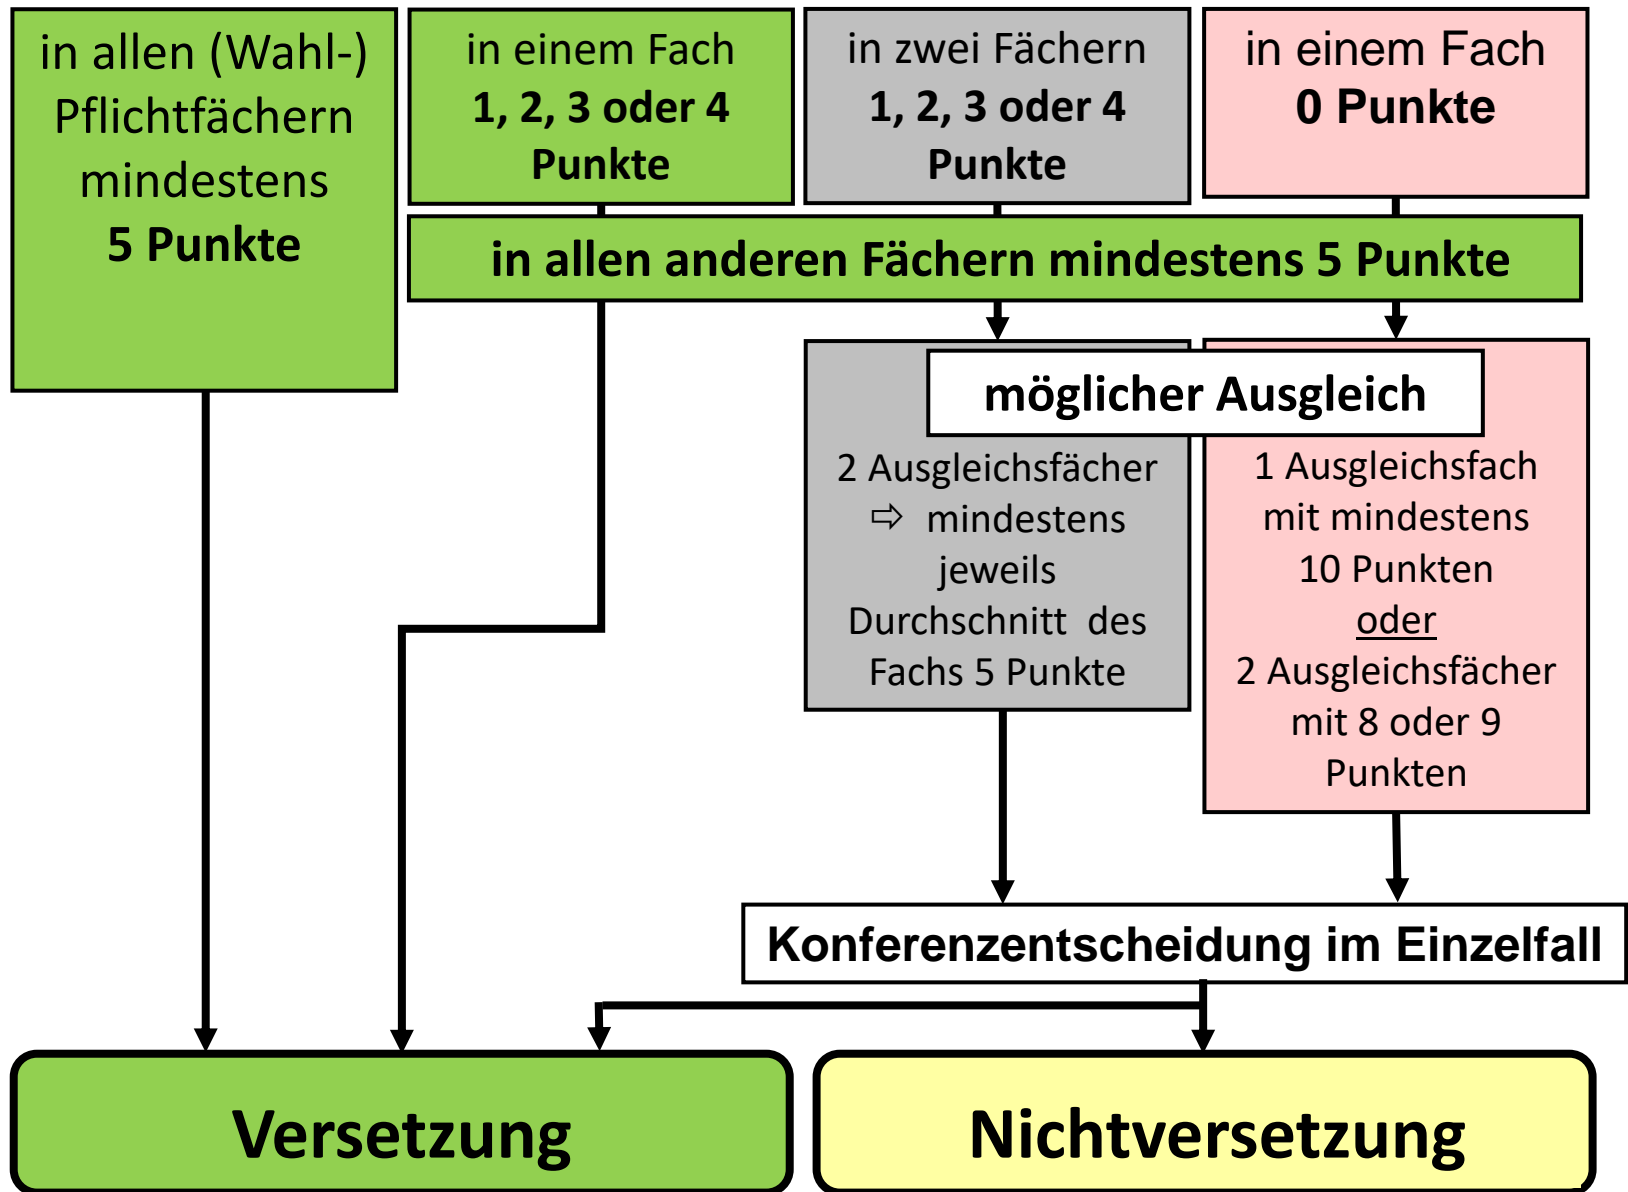 in allen (Wahl-)
Pflichtfächern
mindestens
5 Punkte
in einem Fach
1, 2, 3 oder 4
Punkte
in zwei Fächern
1, 2, 3 oder 4
Punkte
in einem Fach
0 Punkte
in allen anderen Fächern mindestens 5 Punkte
möglicher Ausgleich
2 Ausgleichsfächer
⇨ mindestens
jeweils
Durchschnitt des
Fachs 5 Punkte
1 Ausgleichsfach
mit mindestens
10 Punkten
oder
2 Ausgleichsfächer
mit 8 oder 9
Punkten
Konferenzentscheidung im Einzelfall
Versetzung
Nichtversetzung